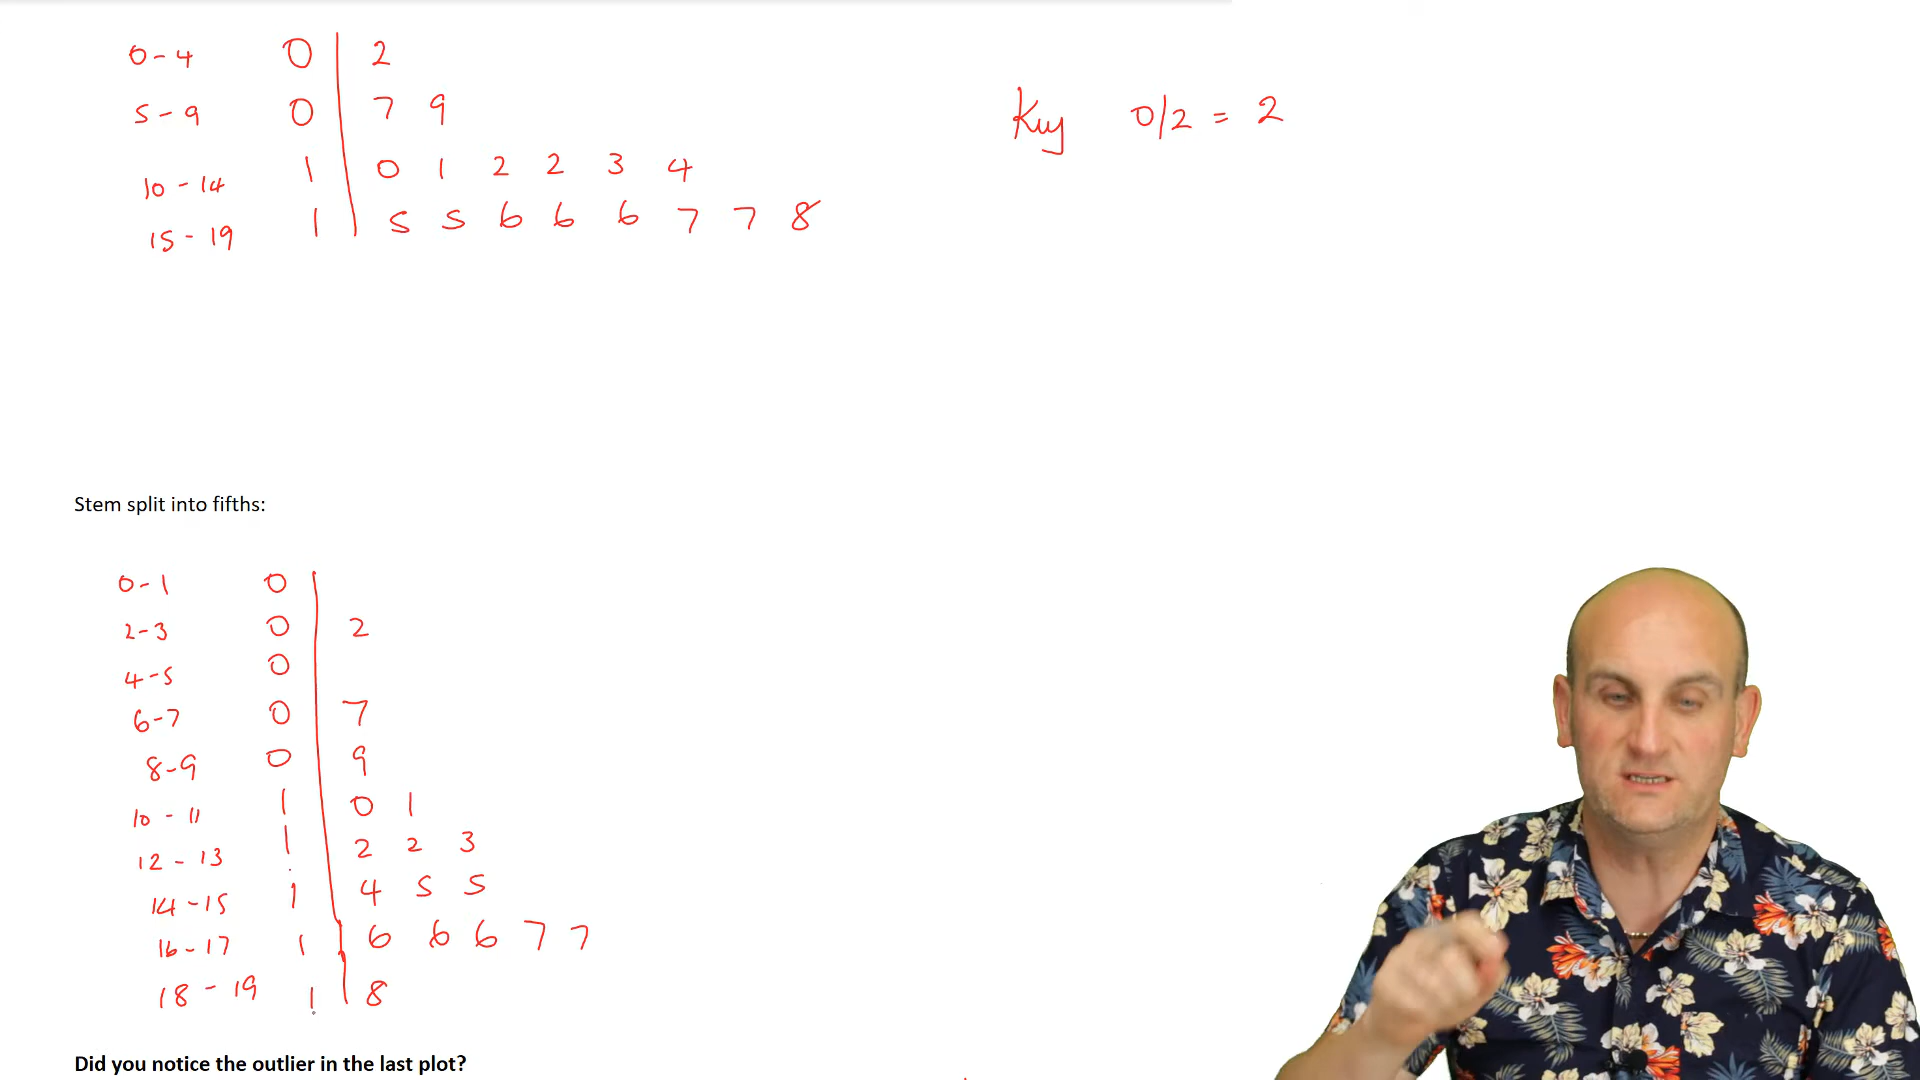 0-4 0 | 2
5-9 0 | 7 9
10-14 1 | 0 1 2 2 3 4
15-19 1 | 5 5 6 6 6 7 7 8
Key 0/2 = 2
Stem split into fifths:
0-1 0 |
2-3 0 | 2
4-5 0 |
6-7 0 | 7
8-9 0 | 9
10-11 1 | 0 1
12-13 1 | 2 2 3
14-15 1 | 4 5 5
16-17 1 | 6 6 6 7 7
18-19 1 | 8
Did you notice the outlier in the last plot?